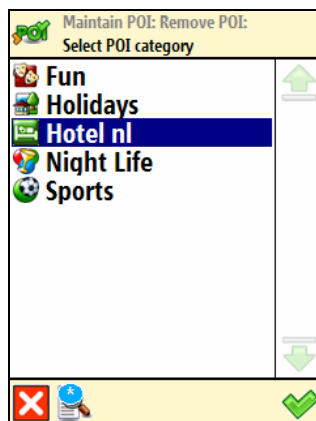 POI
Maintain POI: Remove POI:
Select POI category
Fun
Holidays
Hotel nl
Night Life
Sports